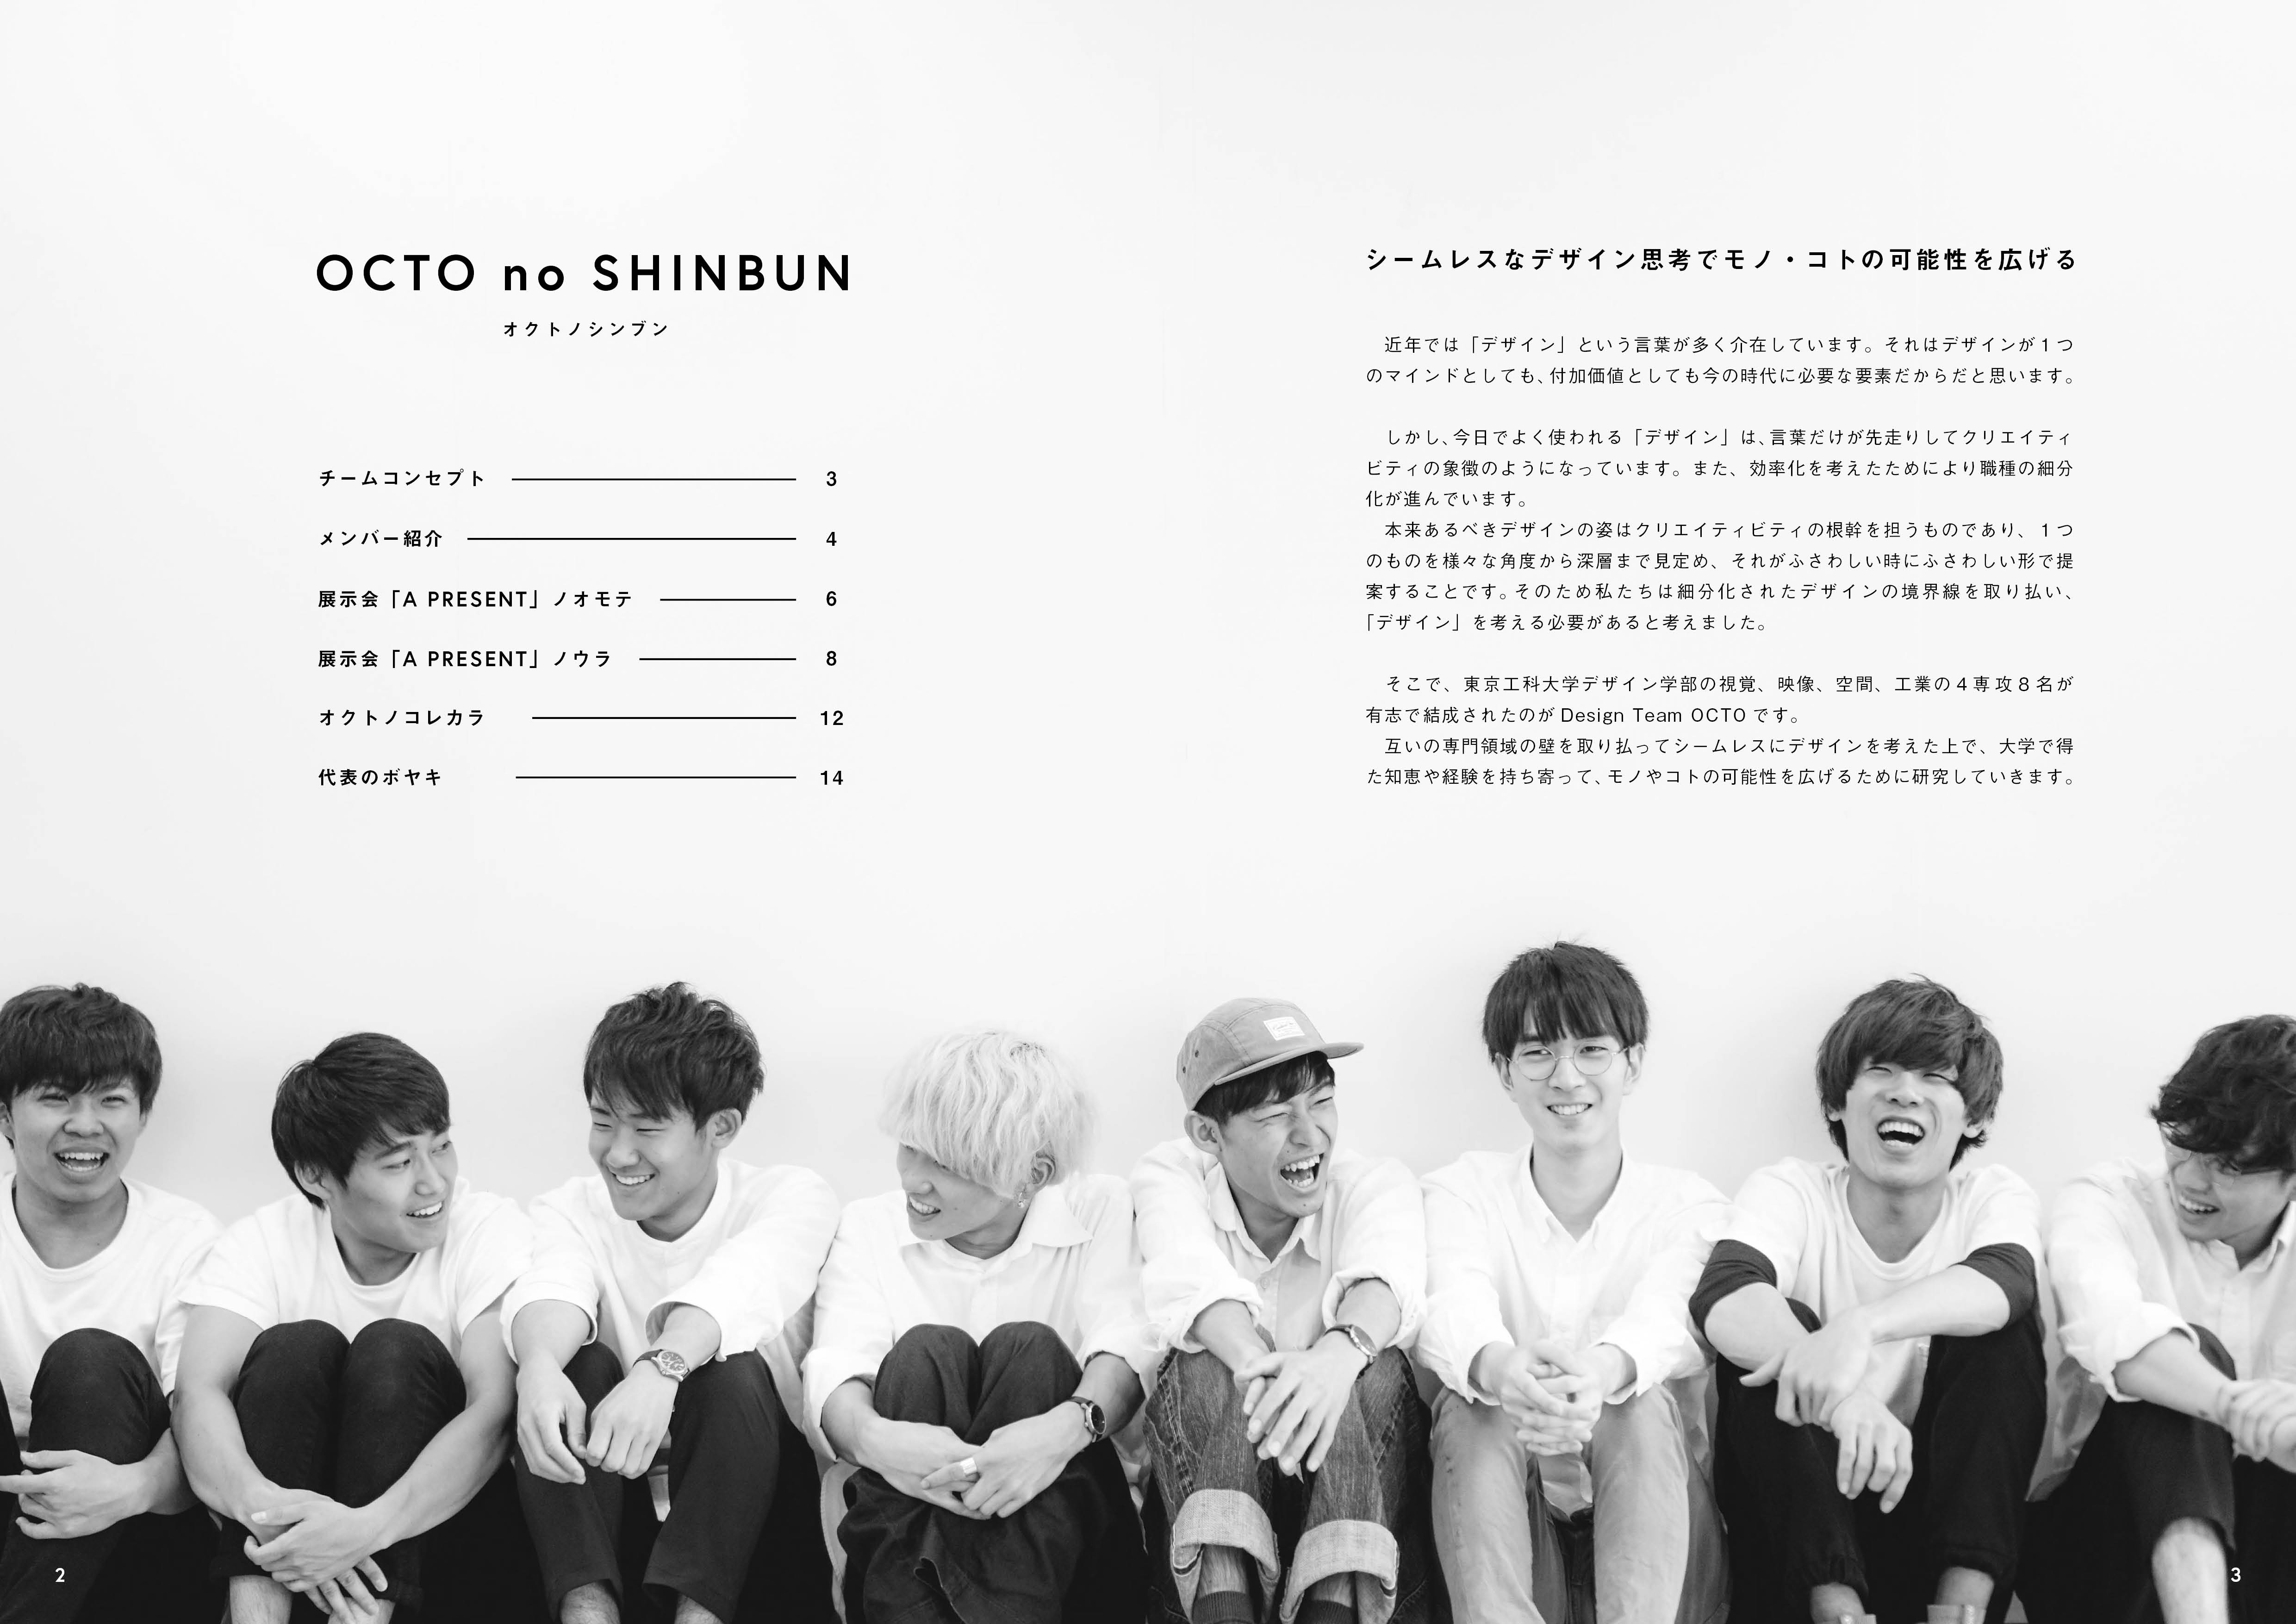 OCTO no SHINBUN
オクトノシンブン
チームコンセプト 3
メンバー紹介 4
展示会「A PRESENT」ノオモテ 6
展示会「A PRESENT」ノウラ 8
オクトノコレカラ 12
代表のボヤキ 14
シームレスなデザイン思考でモノ・コトの可能性を広げる
近年では「デザイン」という言葉が多く介在しています。それはデザインが1つ
のマインドとしても、付加価値としても今の時代に必要な要素だからだと思います。
しかし、今日でよく使われる「デザイン」は、言葉だけが先走りしてクリエイティ
ビティの象徴のようになっています。また、効率化を考えたためにより職種の細分
化が進んでいます。
本来あるべきデザインの姿はクリエイティビティの根幹を担うものであり、1つ
のものを様々な角度から深層まで見定め、それがふさわしい時にふさわしい形で提
案することです。そのため私たちは細分化されたデザインの境界線を取り払い、
「デザイン」を考える必要があると考えました。
そこで、東京工科大学デザイン学部の視覚、映像、空間、工業の4専攻8名が
有志で結成されたのが Design Team OCTO です。
互いの専門領域の壁を取り払ってシームレスにデザインを考えた上で、大学で得
た知恵や経験を持ち寄って、モノやコトの可能性を広げるために研究していきます。
2
3